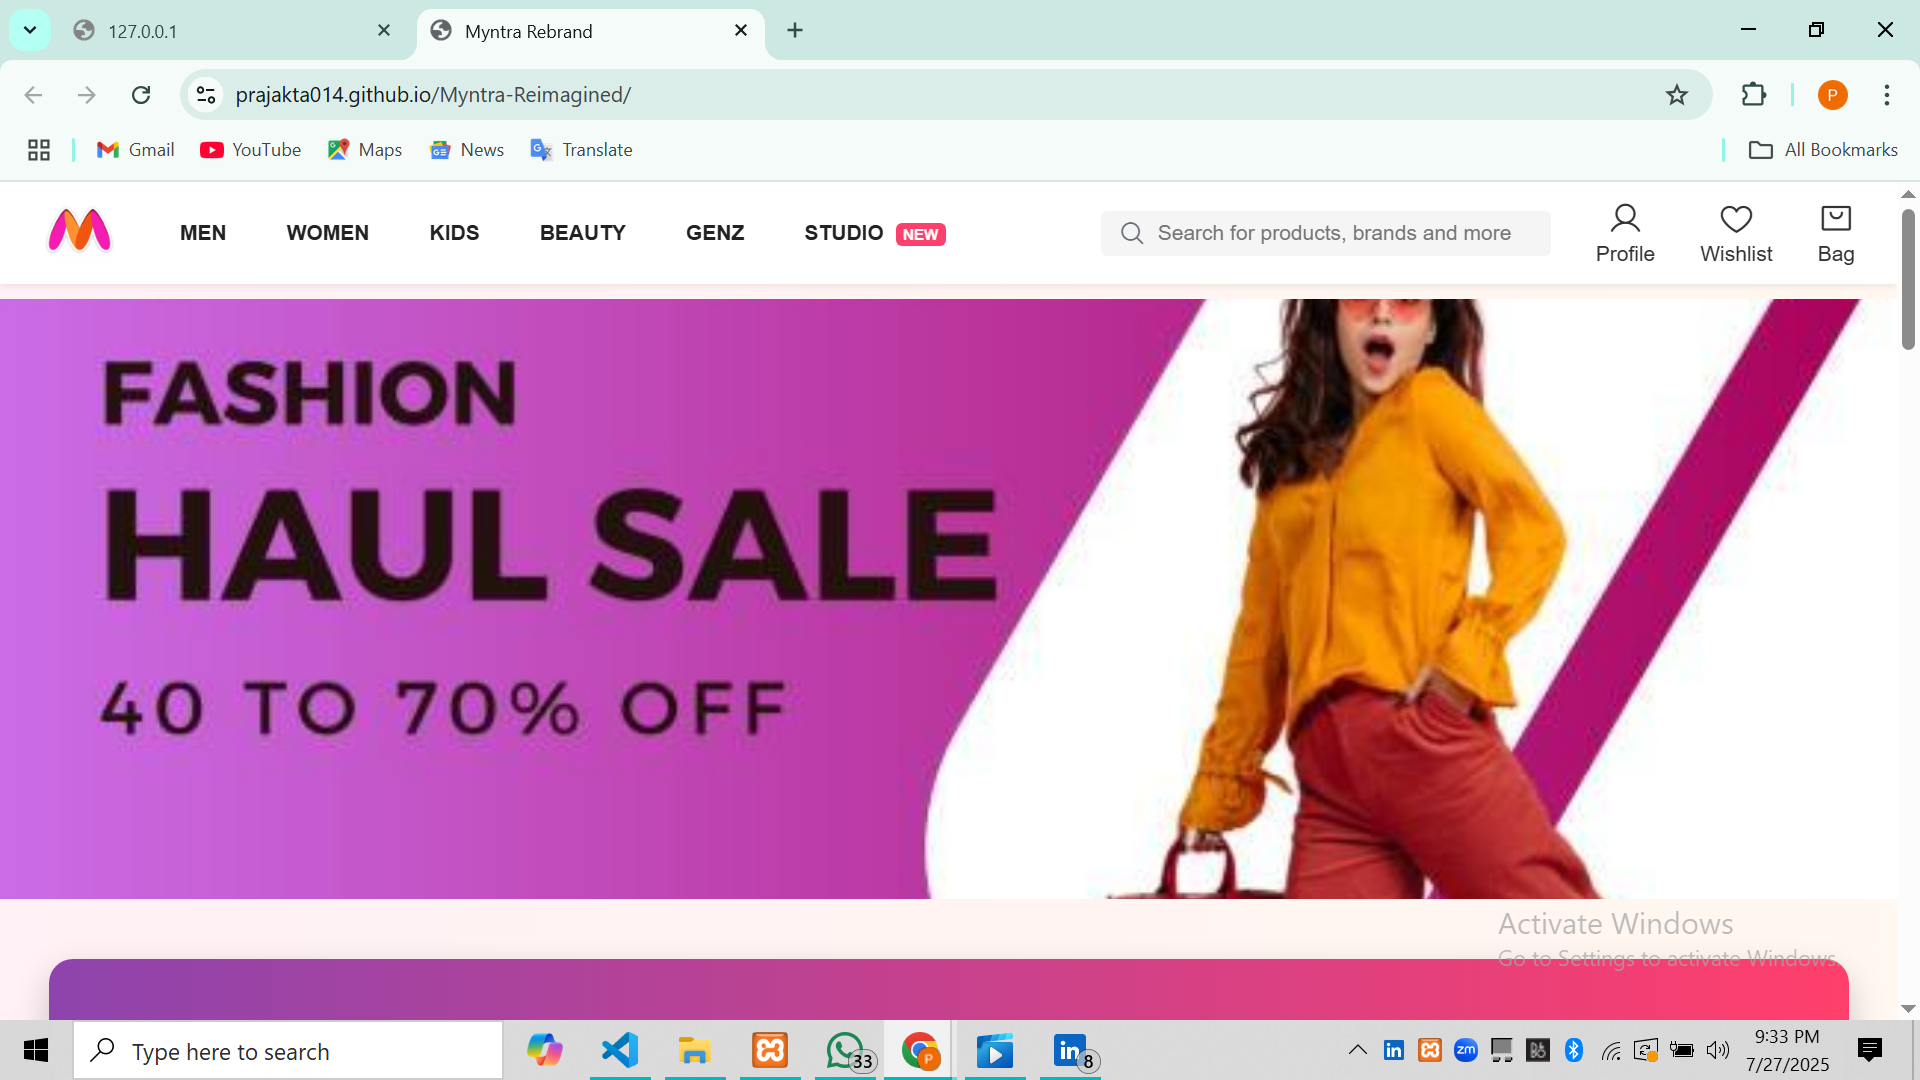 127.0.0.1
Myntra Rebrand
prajakta014.github.io/Myntra-Reimagined/
P
Gmail
YouTube
Maps
News
Translate
All Bookmarks
MEN
WOMEN
KIDS
BEAUTY
GENZ
STUDIO NEW
Search for products, brands and more
Profile
Wishlist
Bag
FASHION
HAUL SALE
40 TO 70% OFF
Activate Windows
Go to Settings to activate Windows.
Type here to search
33
P
8
zm
9:33 PM
7/27/2025